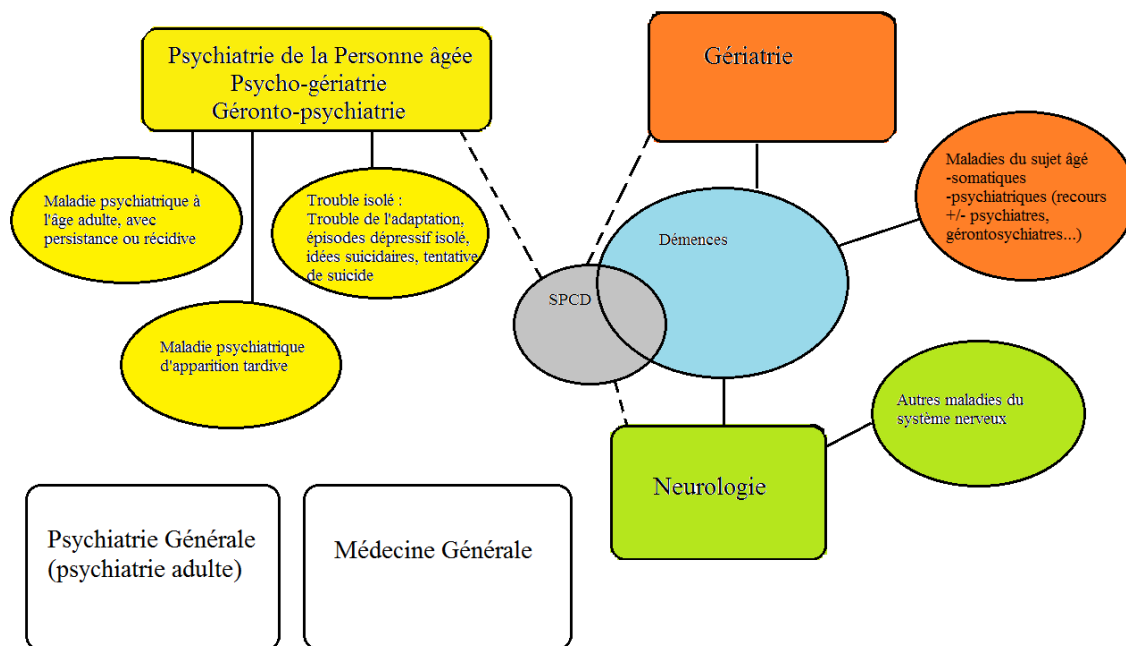 Psychiatrie de la Personne âgée
Psycho-gériatrie
Géronto-psychiatrie
Gériatrie
Maladie psychiatrique à
l'âge adulte, avec
persistance ou récidive
Trouble isolé :
Trouble de l'adaptation,
épisodes dépressif isolé,
idées suicidaires, tentative
de suicide
Maladie psychiatrique
d'apparition tardive
Maladies du sujet âgé
-somatiques
-psychiatriques (recours
+/- psychiatres,
gérontosychiatres...)
Démences
SPCD
Autres maladies du
système nerveux
Neurologie
Psychiatrie Générale
(psychiatrie adulte)
Médecine Générale